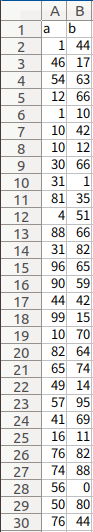 A B
1 a b
2 1 44
3 46 17
4 54 63
5 12 66
6 1 10
7 10 42
8 10 12
9 30 66
10 31 1
11 81 35
12 4 51
13 88 66
14 31 82
15 96 65
16 90 59
17 44 42
18 99 15
19 10 70
20 82 64
21 65 74
22 49 14
23 57 95
24 41 69
25 16 11
26 76 82
27 74 88
28 56 0
29 50 80
30 76 44